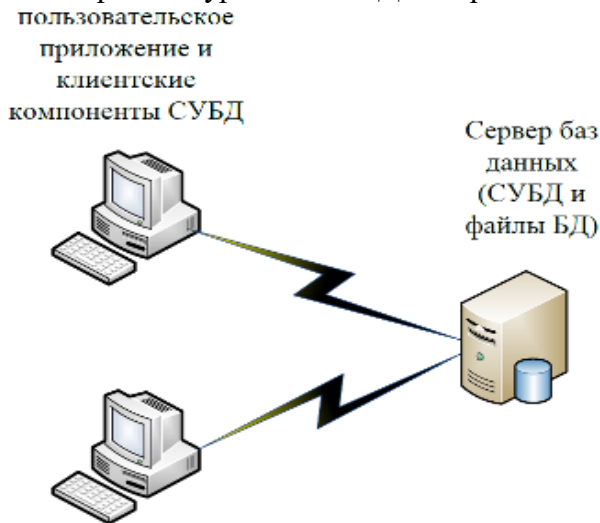 пользовательское
приложение и
клиентские
компоненты СУБД
Сервер баз
данных
(СУБД и
файлы БД)